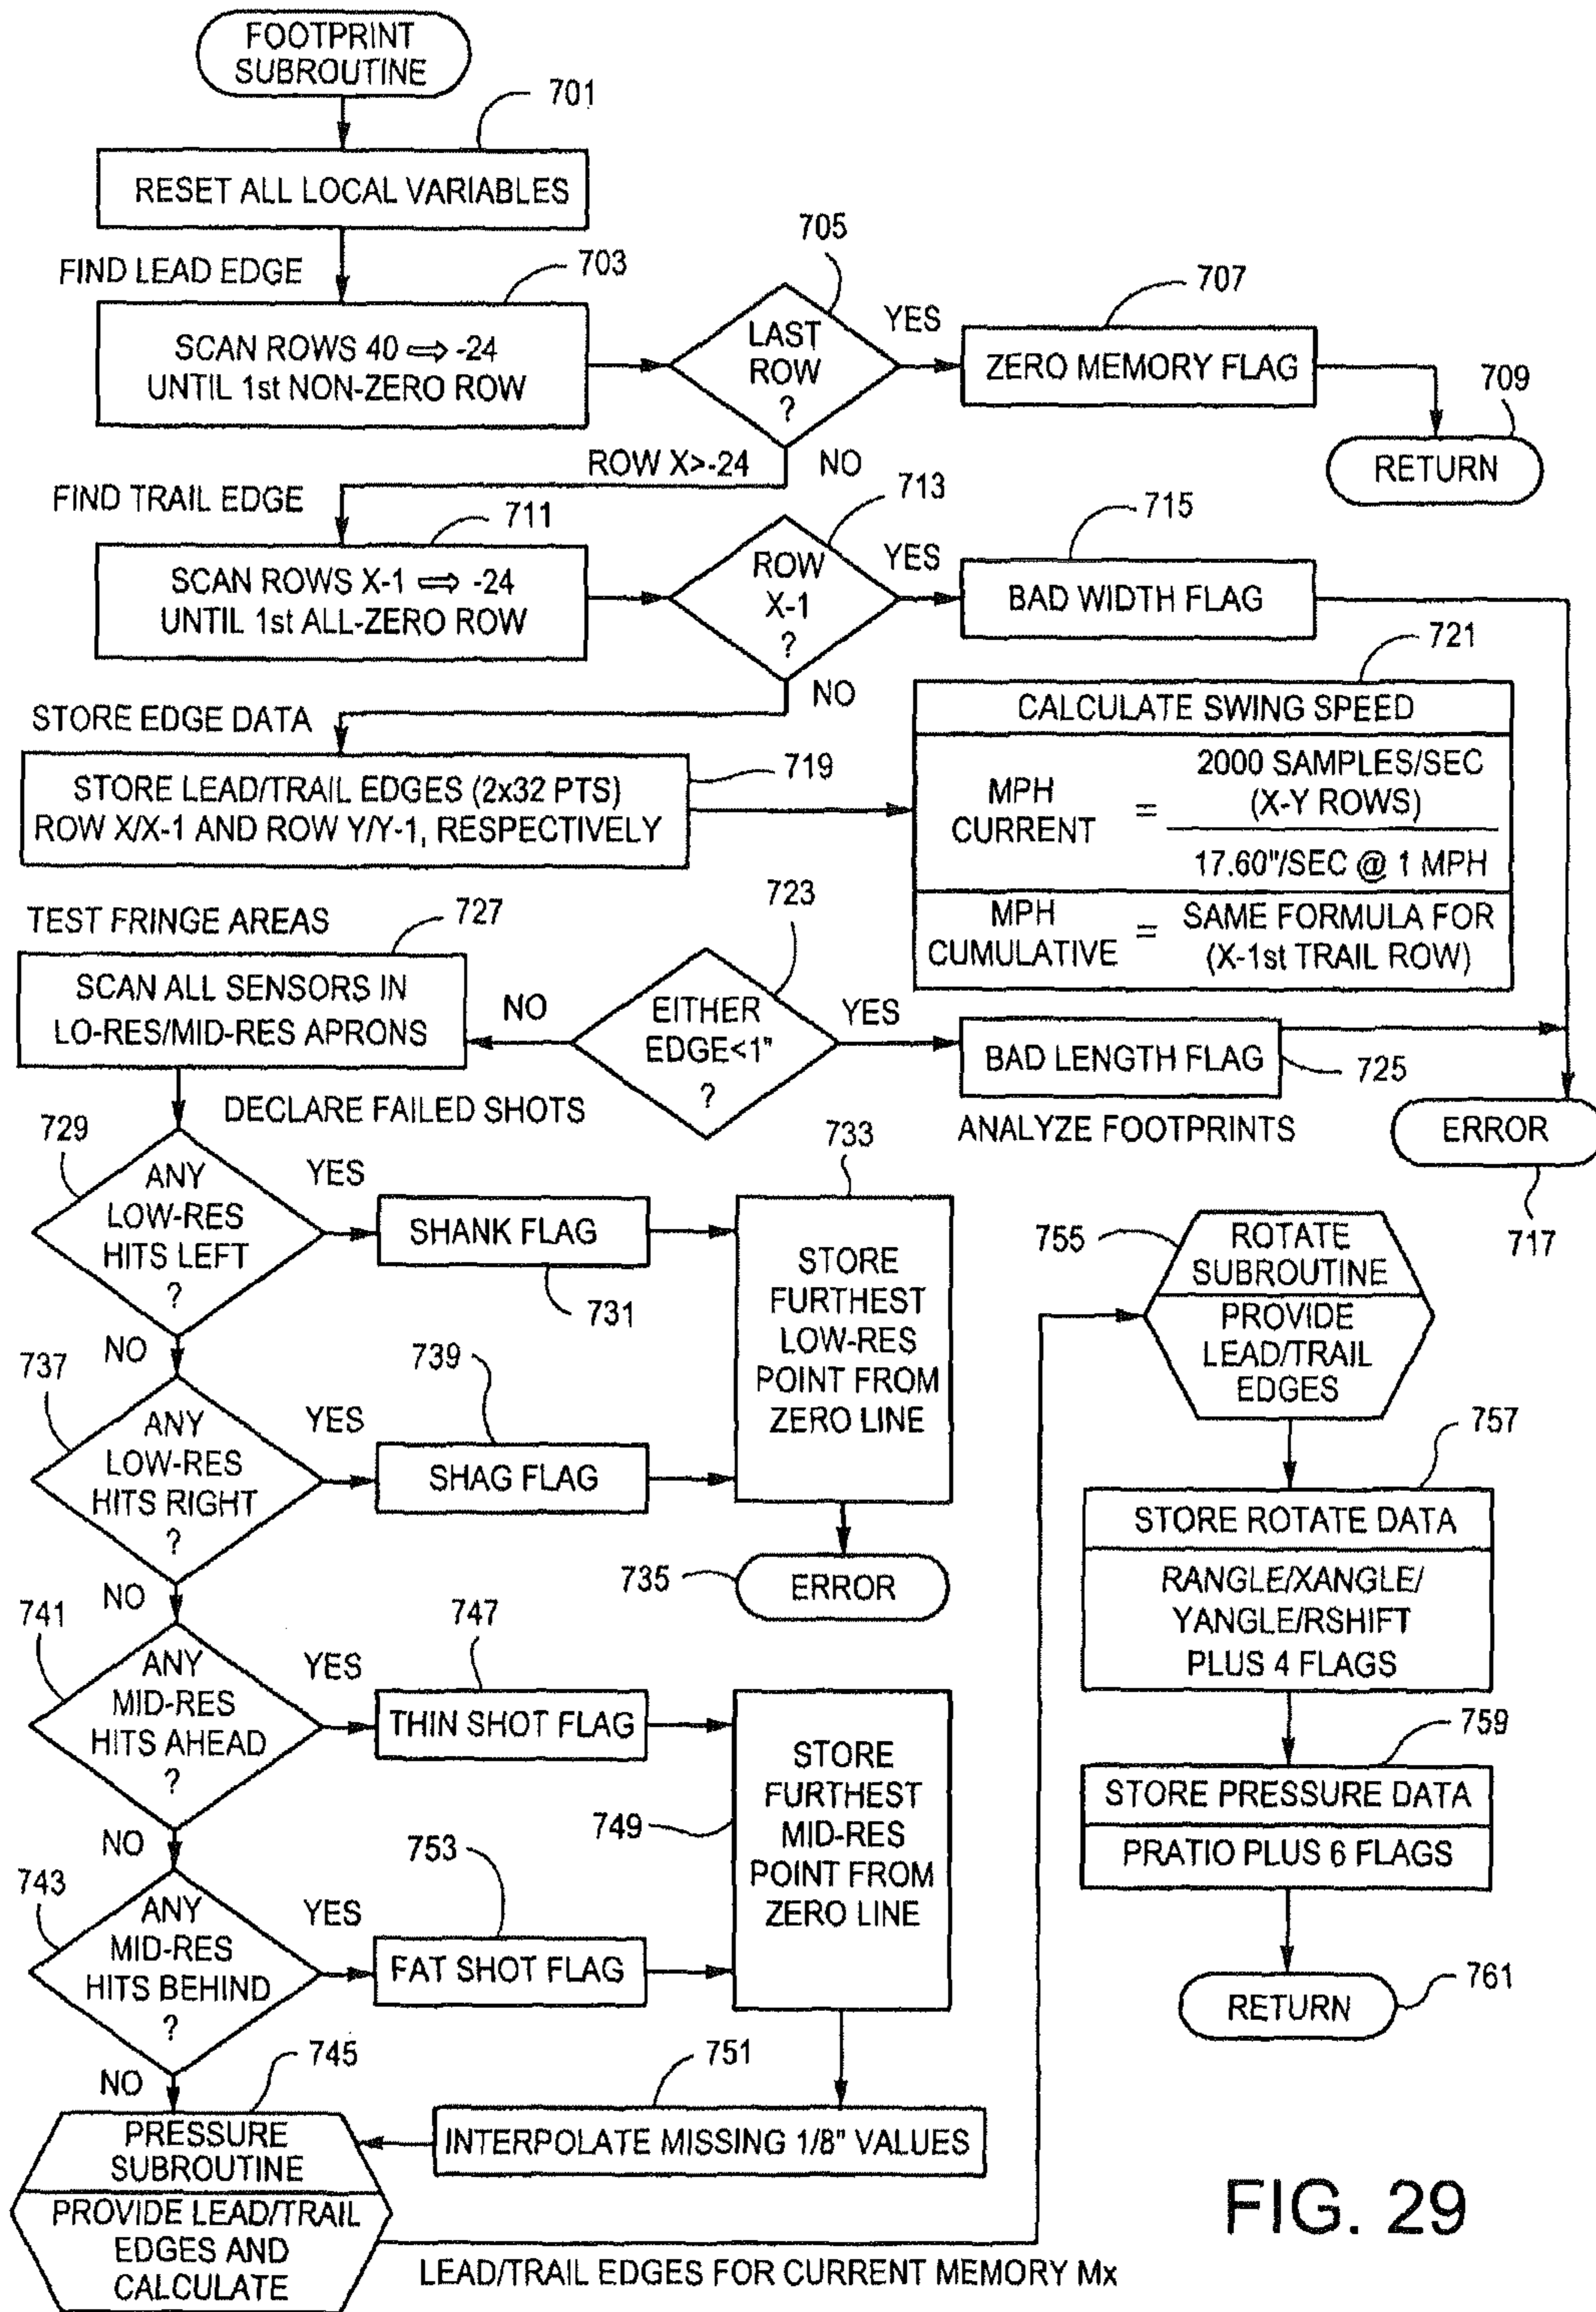 FOOTPRINT
SUBROUTINE
701
RESET ALL LOCAL VARIABLES
FIND LEAD EDGE
703
SCAN ROWS 40 ⇒ -24
UNTIL 1st NON-ZERO ROW
705
LAST
ROW
?
YES
707
ZERO MEMORY FLAG
709
RETURN
ROW X>-24
NO
FIND TRAIL EDGE
711
SCAN ROWS X-1 ⇒ -24
UNTIL 1st ALL-ZERO ROW
713
ROW
X-1
?
YES
715
BAD WIDTH FLAG
NO
STORE EDGE DATA
719
STORE LEAD/TRAIL EDGES (2x32 PTS)
ROW X/X-1 AND ROW Y/Y-1, RESPECTIVELY
721
CALCULATE SWING SPEED
MPH
CURRENT
=
2000 SAMPLES/SEC
(X-Y ROWS)
17.60"/SEC @ 1 MPH
MPH
CUMULATIVE
=
SAME FORMULA FOR
(X-1st TRAIL ROW)
TEST FRINGE AREAS
727
SCAN ALL SENSORS IN
LO-RES/MID-RES APRONS
NO
723
EITHER
EDGE<1"
?
YES
BAD LENGTH FLAG
725
ANALYZE FOOTPRINTS
ERROR
717
DECLARE FAILED SHOTS
729
ANY
LOW-RES
HITS LEFT
?
YES
SHANK FLAG
731
733
STORE
FURTHEST
LOW-RES
POINT FROM
ZERO LINE
NO
737
ANY
LOW-RES
HITS RIGHT
?
YES
739
SHAG FLAG
735
ERROR
NO
741
ANY
MID-RES
HITS AHEAD
?
YES
747
THIN SHOT FLAG
749
STORE
FURTHEST
MID-RES
POINT FROM
ZERO LINE
NO
743
ANY
MID-RES
HITS BEHIND
?
YES
753
FAT SHOT FLAG
NO
745
751
INTERPOLATE MISSING 1/8" VALUES
PRESSURE
SUBROUTINE
PROVIDE LEAD/TRAIL
EDGES AND
CALCULATE
LEAD/TRAIL EDGES FOR CURRENT MEMORY Mx
755
ROTATE
SUBROUTINE
PROVIDE
LEAD/TRAIL
EDGES
757
STORE ROTATE DATA
RANGLE/XANGLE/
YANGLE/RSHIFT
PLUS 4 FLAGS
759
STORE PRESSURE DATA
PRATIO PLUS 6 FLAGS
RETURN
761
FIG. 29